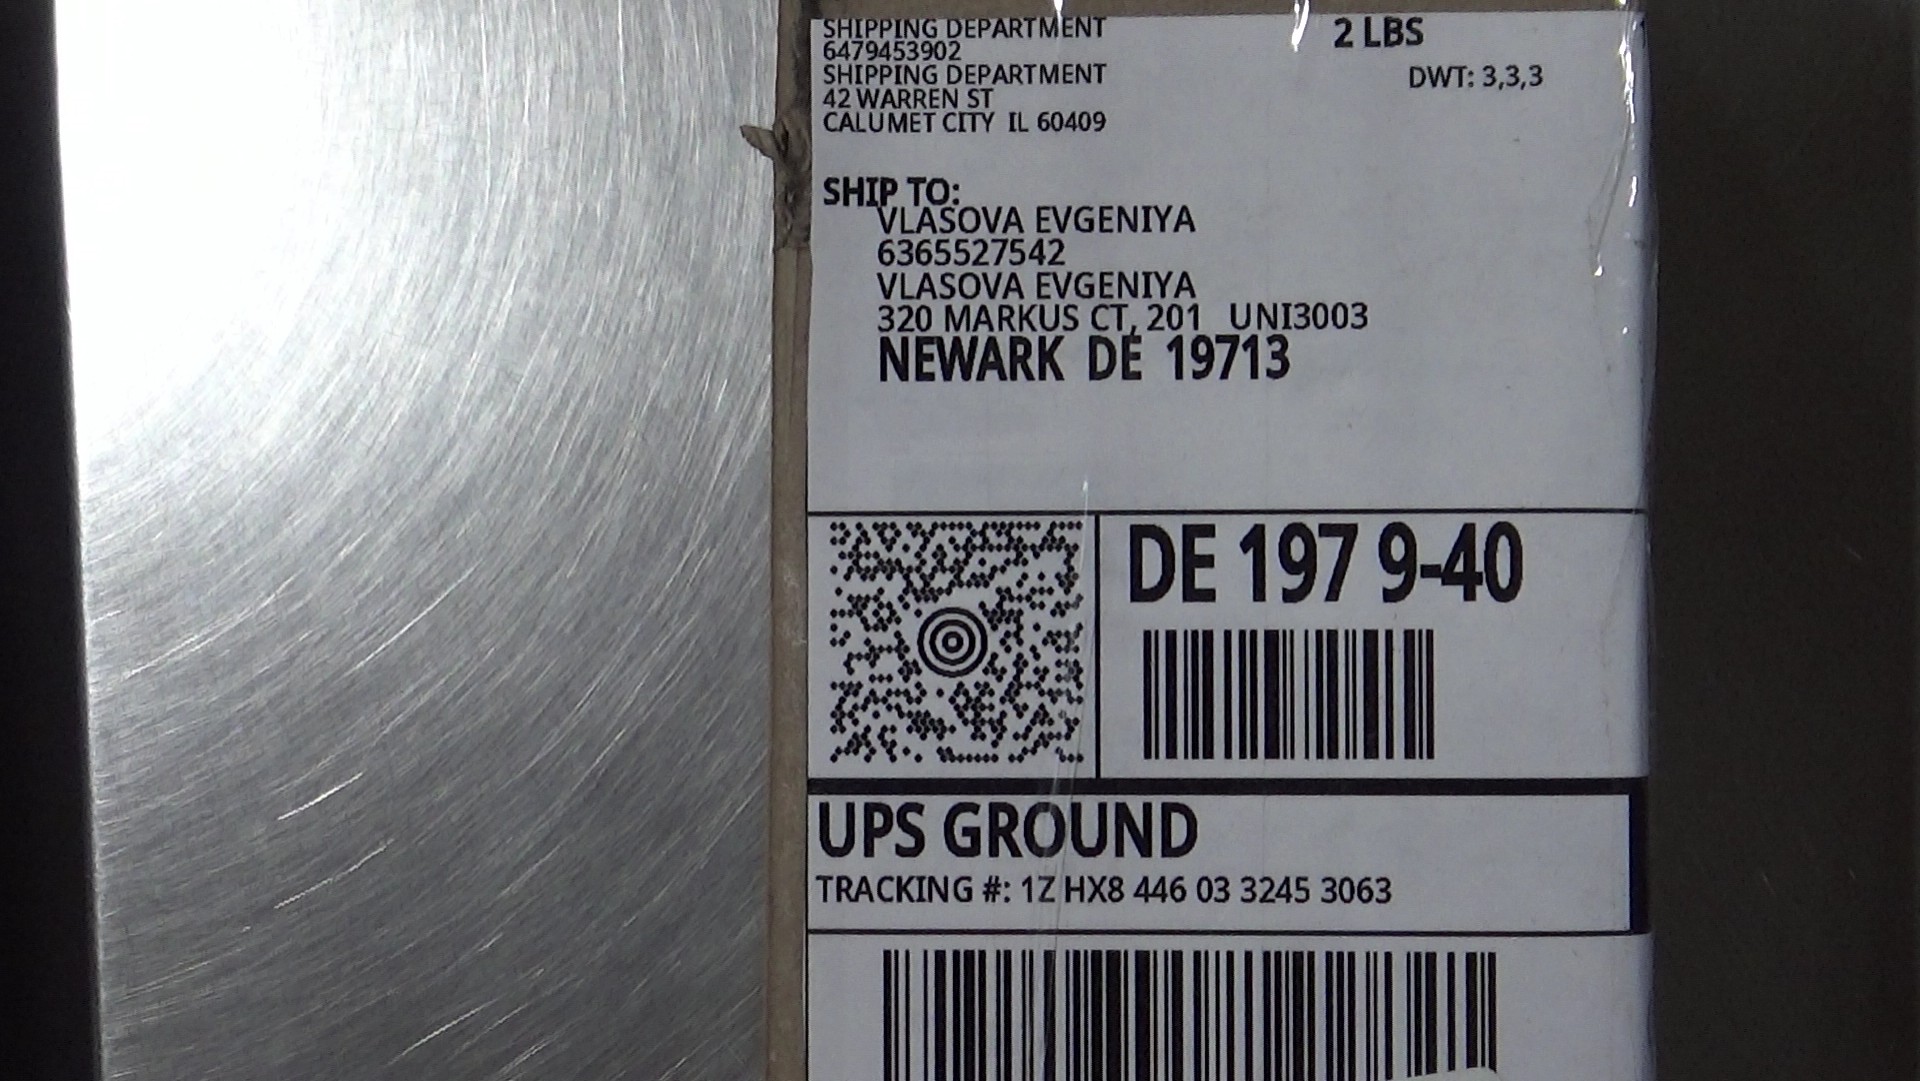 SHIPPING DEPARTMENT
6479453902
SHIPPING DEPARTMENT
42 WARREN ST
CALUMET CITY IL 60409
2 LBS
DWT: 3,3,3
SHIP TO:
VLASOVA EVGENIYA
6365527542
VLASOVA EVGENIYA
320 MARKUS CT, 201 UNI3003
NEWARK DE 19713
DE 197 9-40
UPS GROUND
TRACKING #: 1Z HX8 446 03 3245 3063